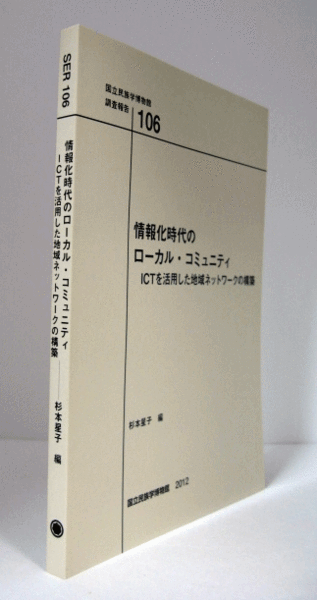 SER 106
情報化時代のローカル・コミュニティ
ICTを活用した地域ネットワークの構築
杉本星子 編
国立民族学博物館
調査報告 106
情報化時代の
ローカル・コミュニティ
ICTを活用した地域ネットワークの構築
杉本星子 編
国立民族学博物館 2012